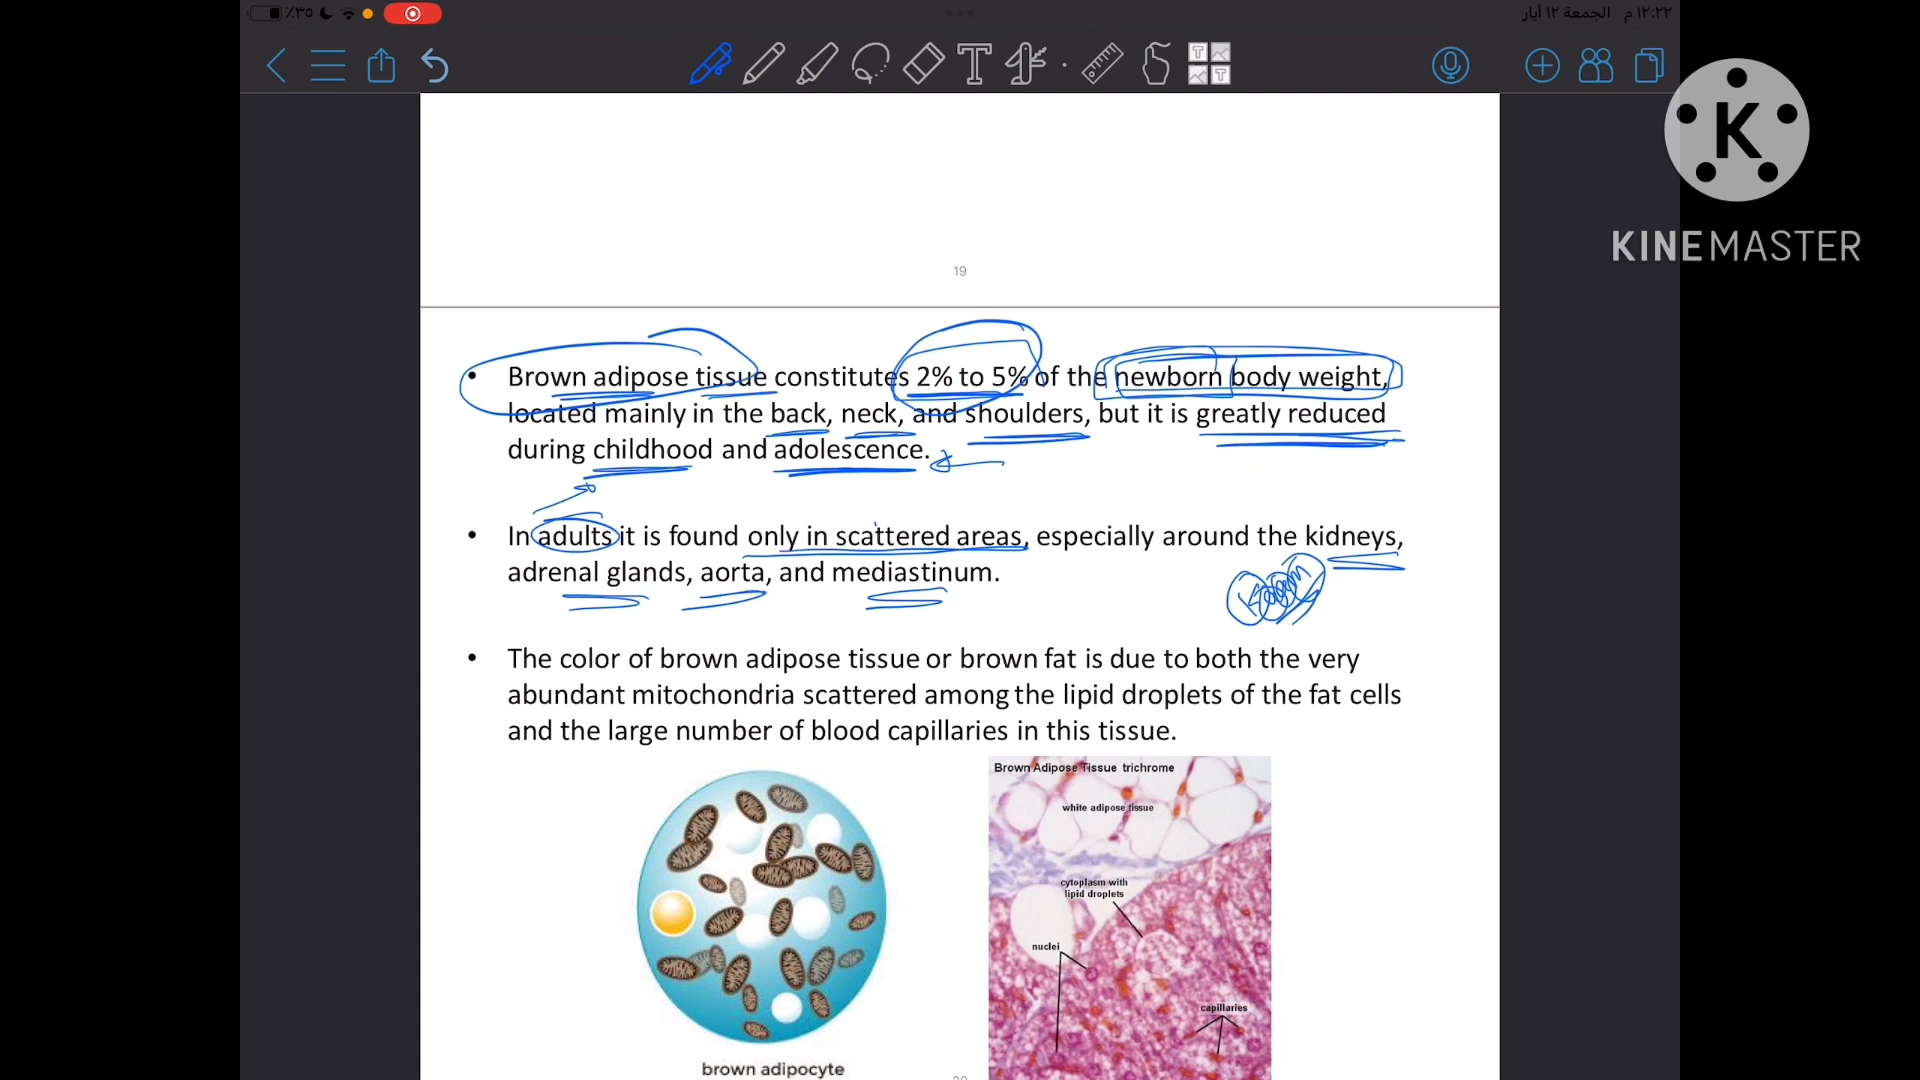 ٪٣٥
١٢:٢٢ م الجمعة ١٢ أيار
K
KINEMASTER
19
• Brown adipose tissue constitutes 2% to 5% of the newborn body weight,
located mainly in the back, neck, and shoulders, but it is greatly reduced
during childhood and adolescence.
• In adults it is found only in scattered areas, especially around the kidneys,
adrenal glands, aorta, and mediastinum.
• The color of brown adipose tissue or brown fat is due to both the very
abundant mitochondria scattered among the lipid droplets of the fat cells
and the large number of blood capillaries in this tissue.
brown adipocyte
Brown Adipose Tissue trichrome
white adipose tissue
cytoplasm with
lipid droplets
nuclei
capillaries